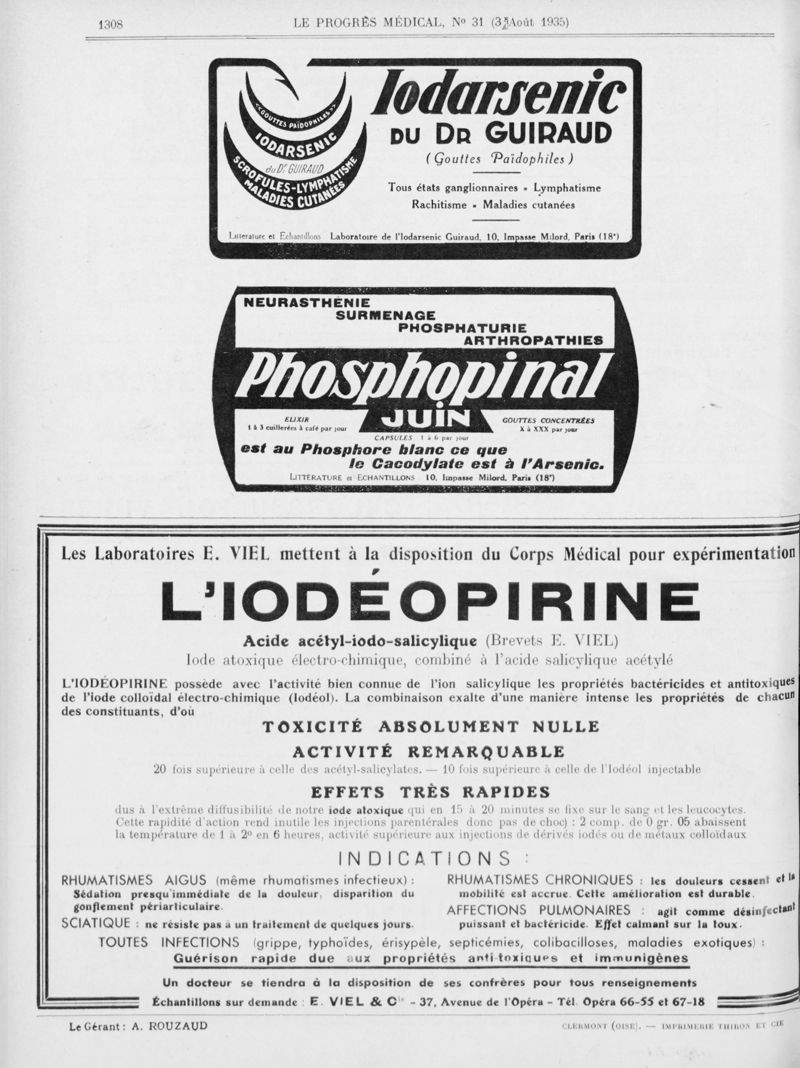 1308
LE PROGRÈS MÉDICAL, No 31 (3 Août 1935)
<<GOUTTES PAÏDOPHILES>>
IODARSENIC
du Dr GUIRAUD
SCROFULES-LYMPHATISME
MALADIES CUTANÉES
Iodarsenic
DU DR GUIRAUD
(Gouttes Païdophiles)
Tous états ganglionnaires - Lymphatisme
Rachitisme - Maladies cutanées
Littérature et Echantillons Laboratoire de l'Iodarsenic Guiraud, 10, Impasse Milord, Paris (18e)
NEURASTHÉNIE
SURMENAGE
PHOSPHATURIE
ARTHROPATHIES
Phosphopinal
JUIN
ELIXIR
1 à 3 cuillerées à café par jour
GOUTTES CONCENTRÉES
X à XXX par jour
CAPSULES 1 à 6 par jour
est au Phosphore blanc ce que
le Cacodylate est à l'Arsenic.
LITTÉRATURE et ECHANTILLONS 10, Impasse Milord, Paris (18e)
Les Laboratoires E. VIEL mettent à la disposition du Corps Médical pour expérimentation
L'IODÉOPIRINE
Acide acétyl-iodo-salicylique (Brevets E. VIEL)
Iode atoxique électro-chimique, combiné à l'acide salicylique acétylé
L'IODÉOPIRINE possède avec l'activité bien connue de l'ion salicylique les propriétés bactéricides et antitoxiques
de l'iode colloïdal électro-chimique (Iodéol). La combinaison exalte d'une manière intense les propriétés de chacun
des constituants, d'où
TOXICITÉ ABSOLUMENT NULLE
ACTIVITÉ REMARQUABLE
20 fois supérieure à celle des acétyl-salicylates. — 10 fois supérieure à celle de l'Iodéol injectable
EFFETS TRÈS RAPIDES
dus à l'extrême diffusibilité de notre iode atoxique qui en 15 à 20 minutes se fixe sur le sang et les leucocytes.
Cette rapidité d'action rend inutile les injections parentérales donc pas de choc) : 2 comp. de 0 gr. 05 abaissent
la température de 1 à 2o en 6 heures, activité supérieure aux injections de dérivés iodés ou de métaux colloïdaux
INDICATIONS :
RHUMATISMES AIGUS (même rhumatismes infectieux) :
Sédation presqu'immédiate de la douleur, disparition du
gonflement périarticulaire.
SCIATIQUE : ne résiste pas à un traitement de quelques jours.
RHUMATISMES CHRONIQUES : les douleurs cessent et la
mobilité est accrue. Cette amélioration est durable.
AFFECTIONS PULMONAIRES : agit comme désinfectant
puissant et bactéricide. Effet calmant sur la toux.
TOUTES INFECTIONS (grippe, typhoïdes, érisypèle, septicémies, colibacilloses, maladies exotiques) :
Guérison rapide due aux propriétés anti-toxiques et immunigènes
Un docteur se tiendra à la disposition de ses confrères pour tous renseignements
Échantillons sur demande : E. VIEL & Cie - 37, Avenue de l'Opéra - Tél. Opéra 66-55 et 67-18
Le Gérant : A. ROUZAUD
CLERMONT (OISE). — IMPRIMERIE THIRON ET CIE